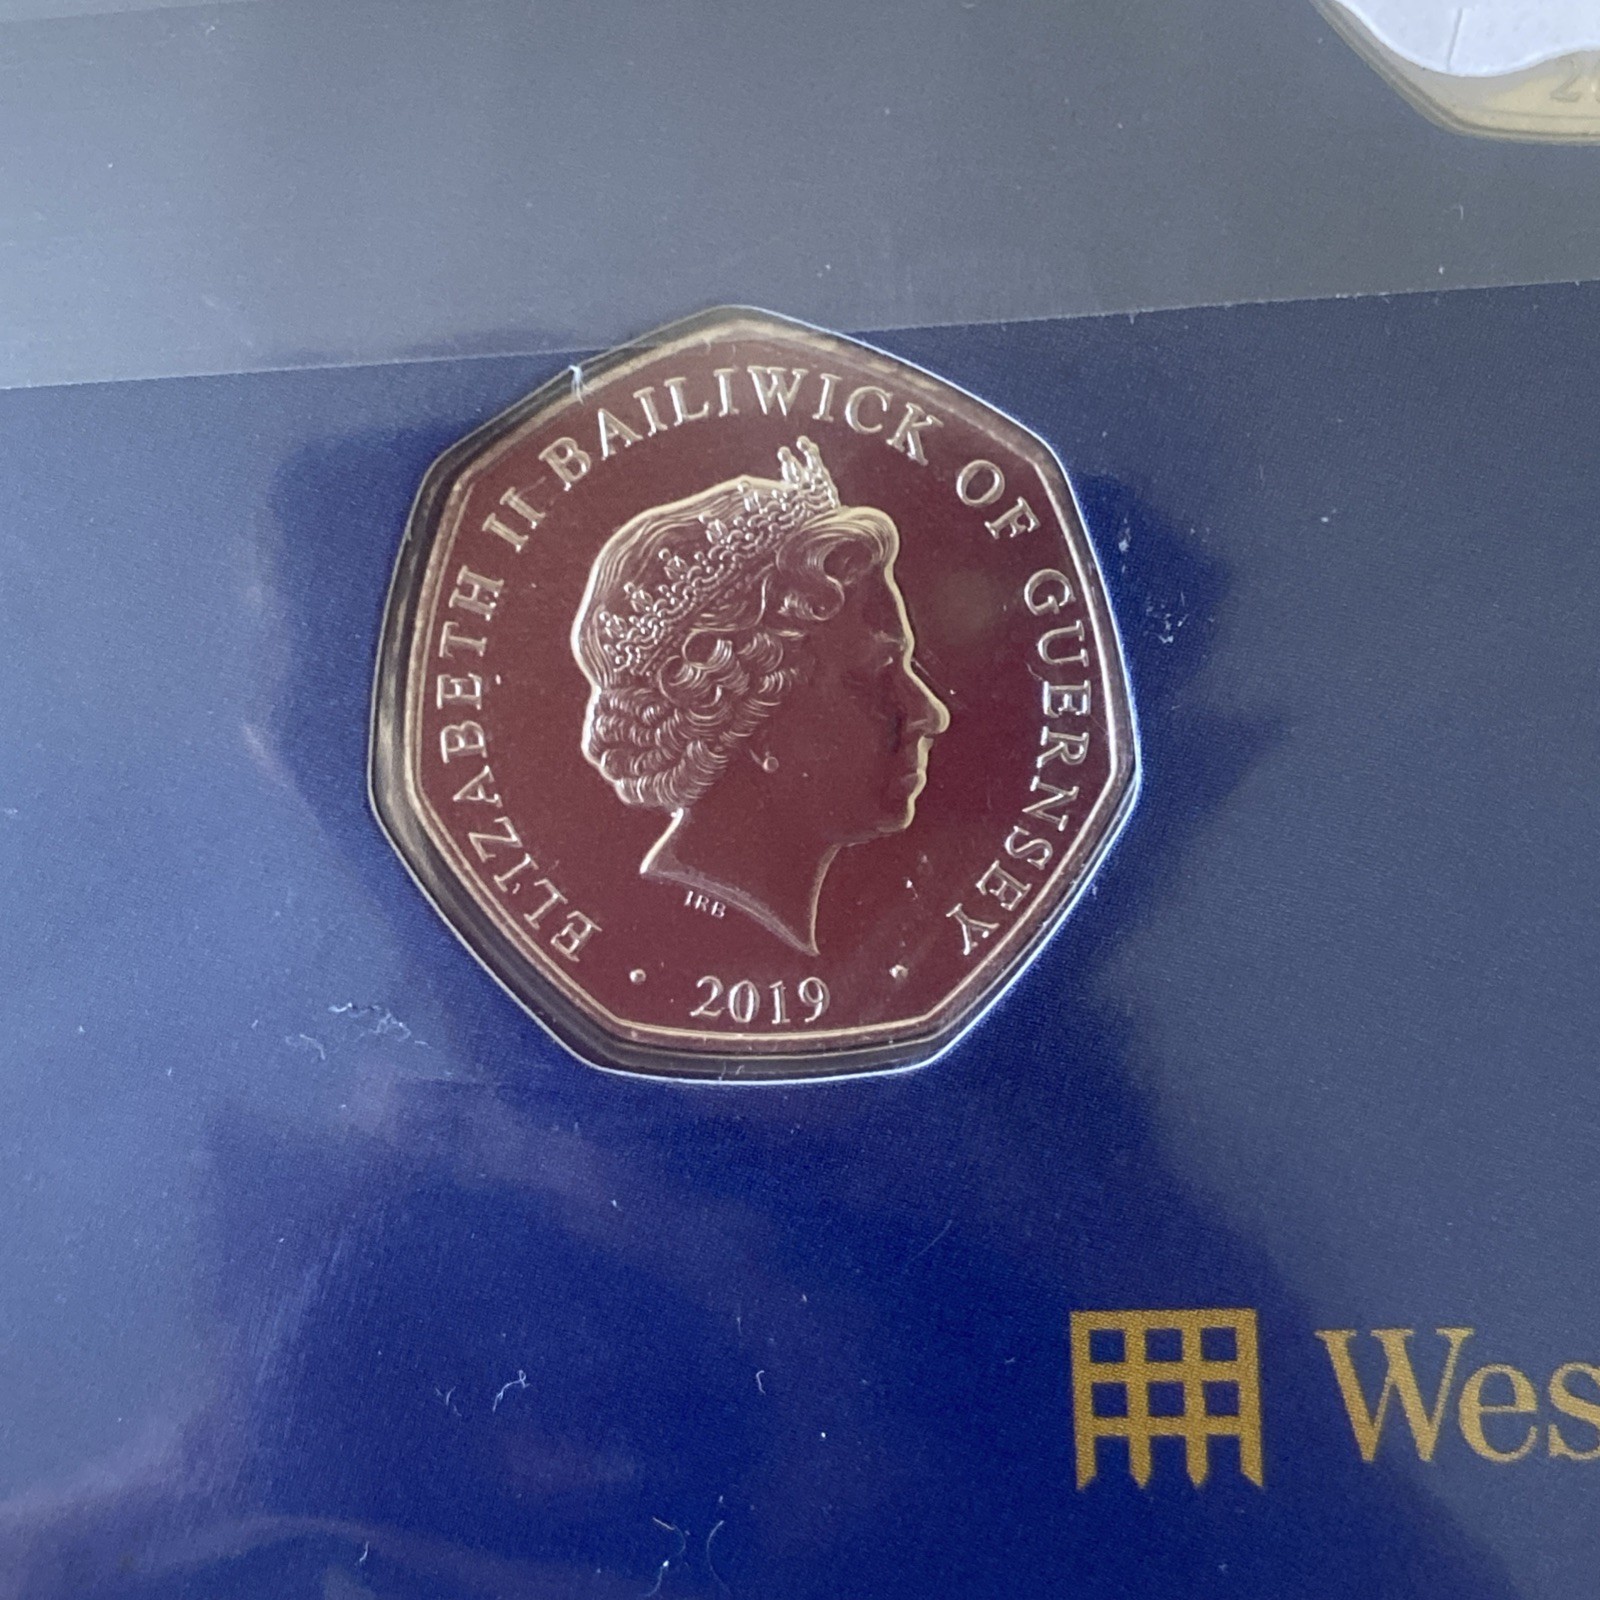 ELIZABETH II BAILIWICK OF GUERNSEY
IRB
• 2019 •
Wes